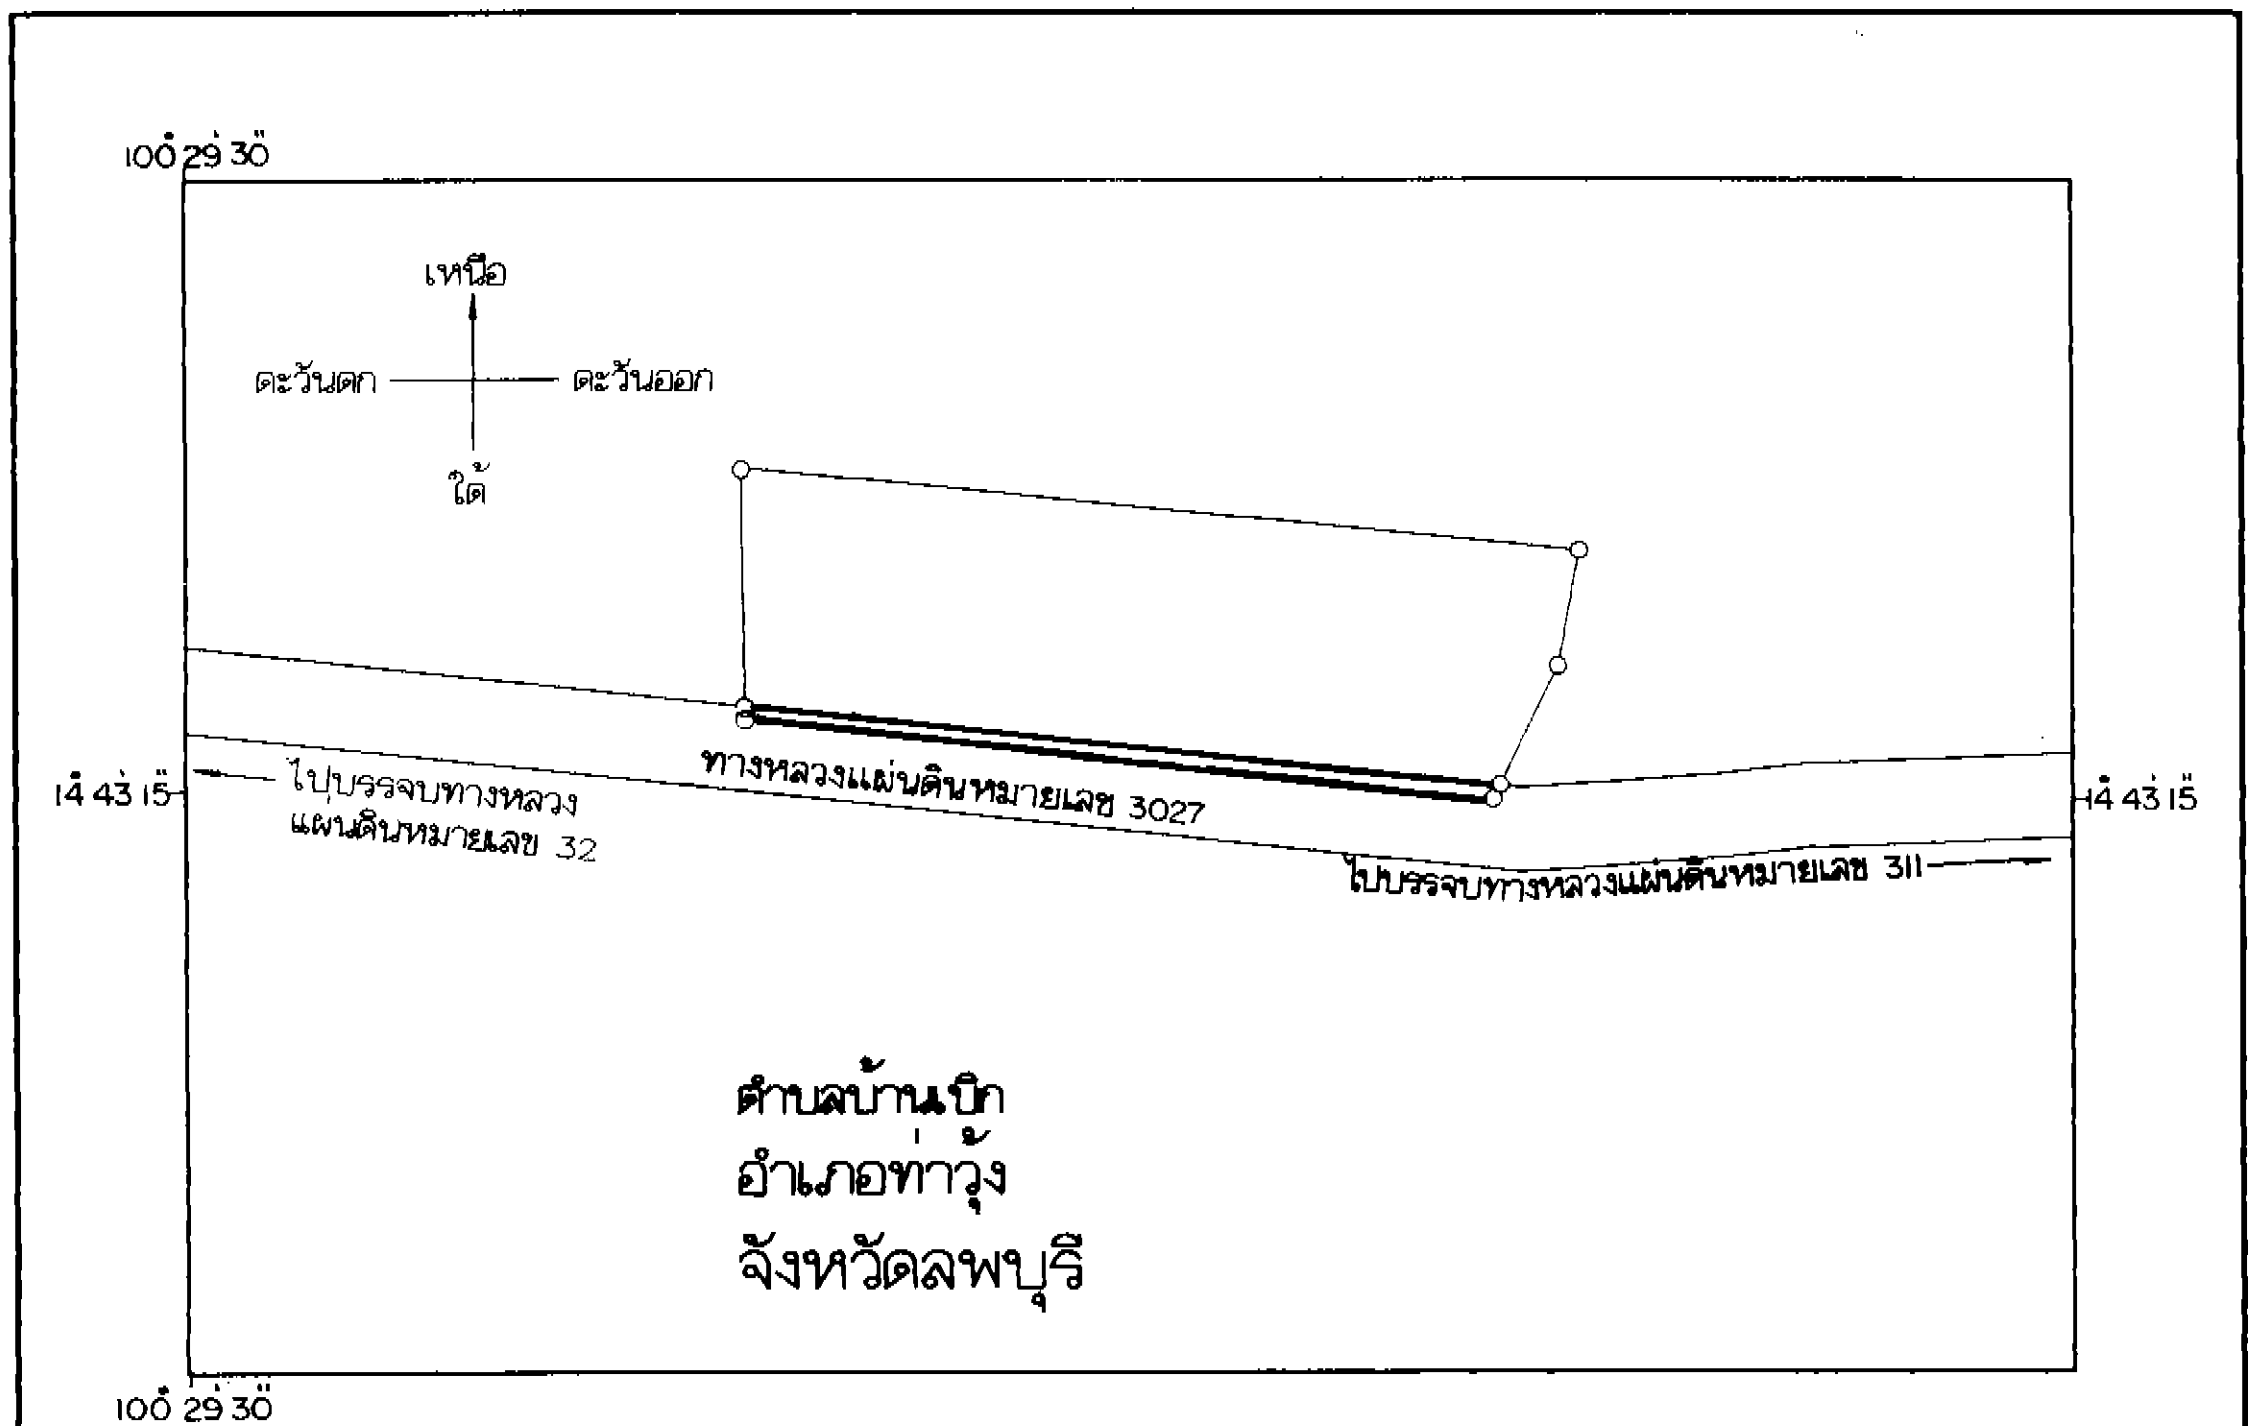 100° 29' 30"
เหนือ
ตะวันตก
ตะวันออก
ใต้
14° 43' 15"
ไปบรรจบทางหลวง
แผ่นดินหมายเลข 32
ทางหลวงแผ่นดินหมายเลข 3027
14° 43' 15"
ไปบรรจบทางหลวงแผ่นดินหมายเลข 311
ตำบลบ้านเบิก
อำเภอท่าวุ้ง
จังหวัดลพบุรี
100° 29' 30"